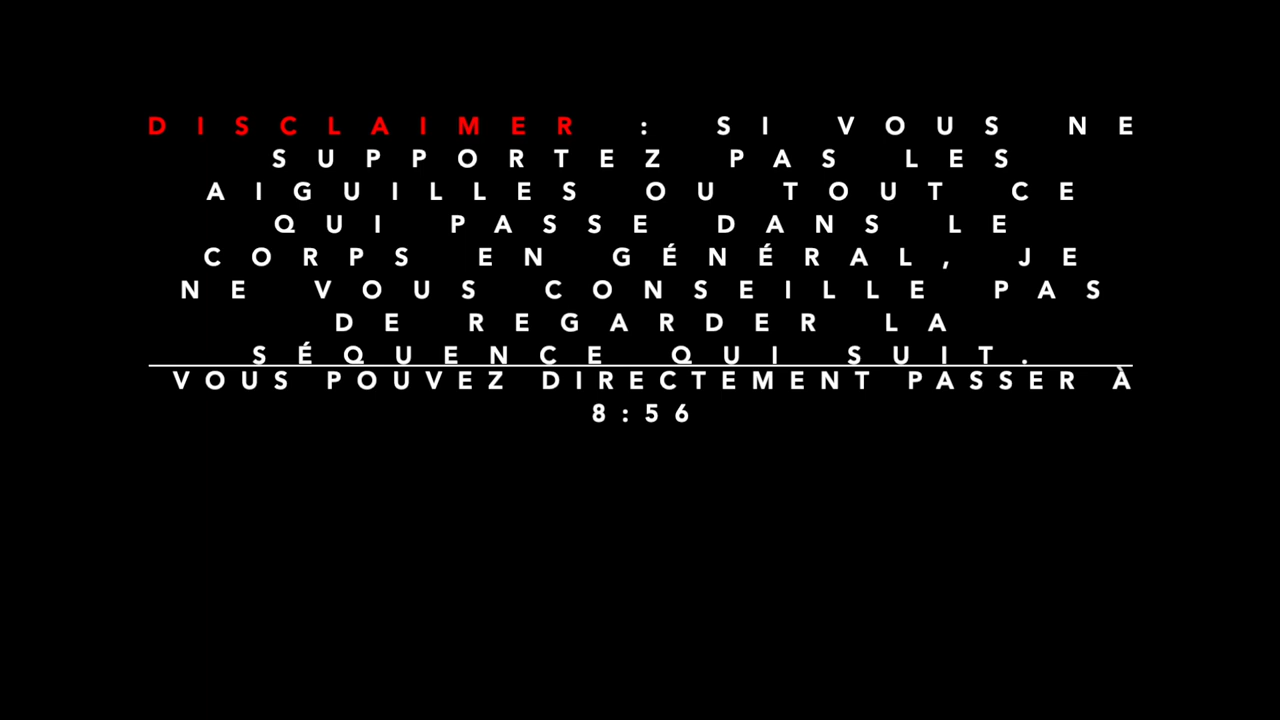 DISCLAIMER : SI VOUS NE
SUPPORTEZ PAS LES
AIGUILLES OU TOUT CE
QUI PASSE DANS LE
CORPS EN GÉNÉRAL, JE
NE VOUS CONSEILLE PAS
DE REGARDER LA
SÉQUENCE QUI SUIT.
VOUS POUVEZ DIRECTEMENT PASSER À
8:56